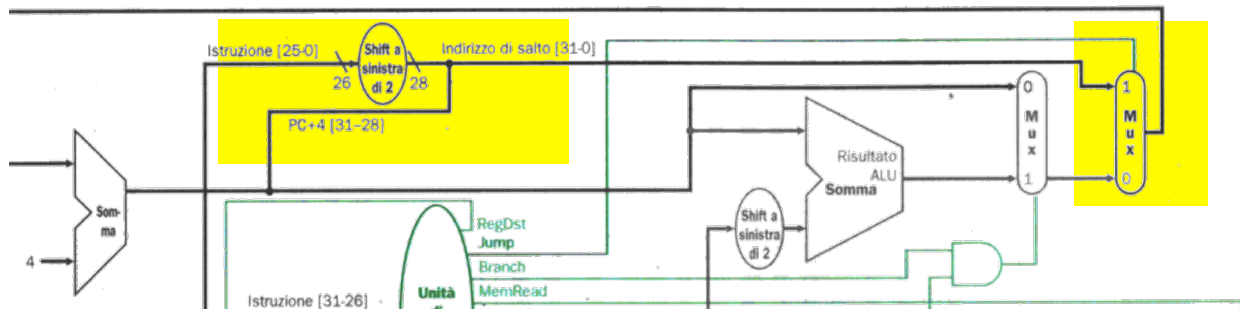 Istruzione [25-0]
Shift a
sinistra
di 2
Indirizzo di salto [31-0]
26
28
PC+4 [31–28]
0
M
u
x
1
1
M
u
x
0
Risultato
ALU
Somma
Som-
ma
4
Shift a
sinistra
di 2
RegDst
Jump
Branch
MemRead
Unità
di
Istruzione [31-26]